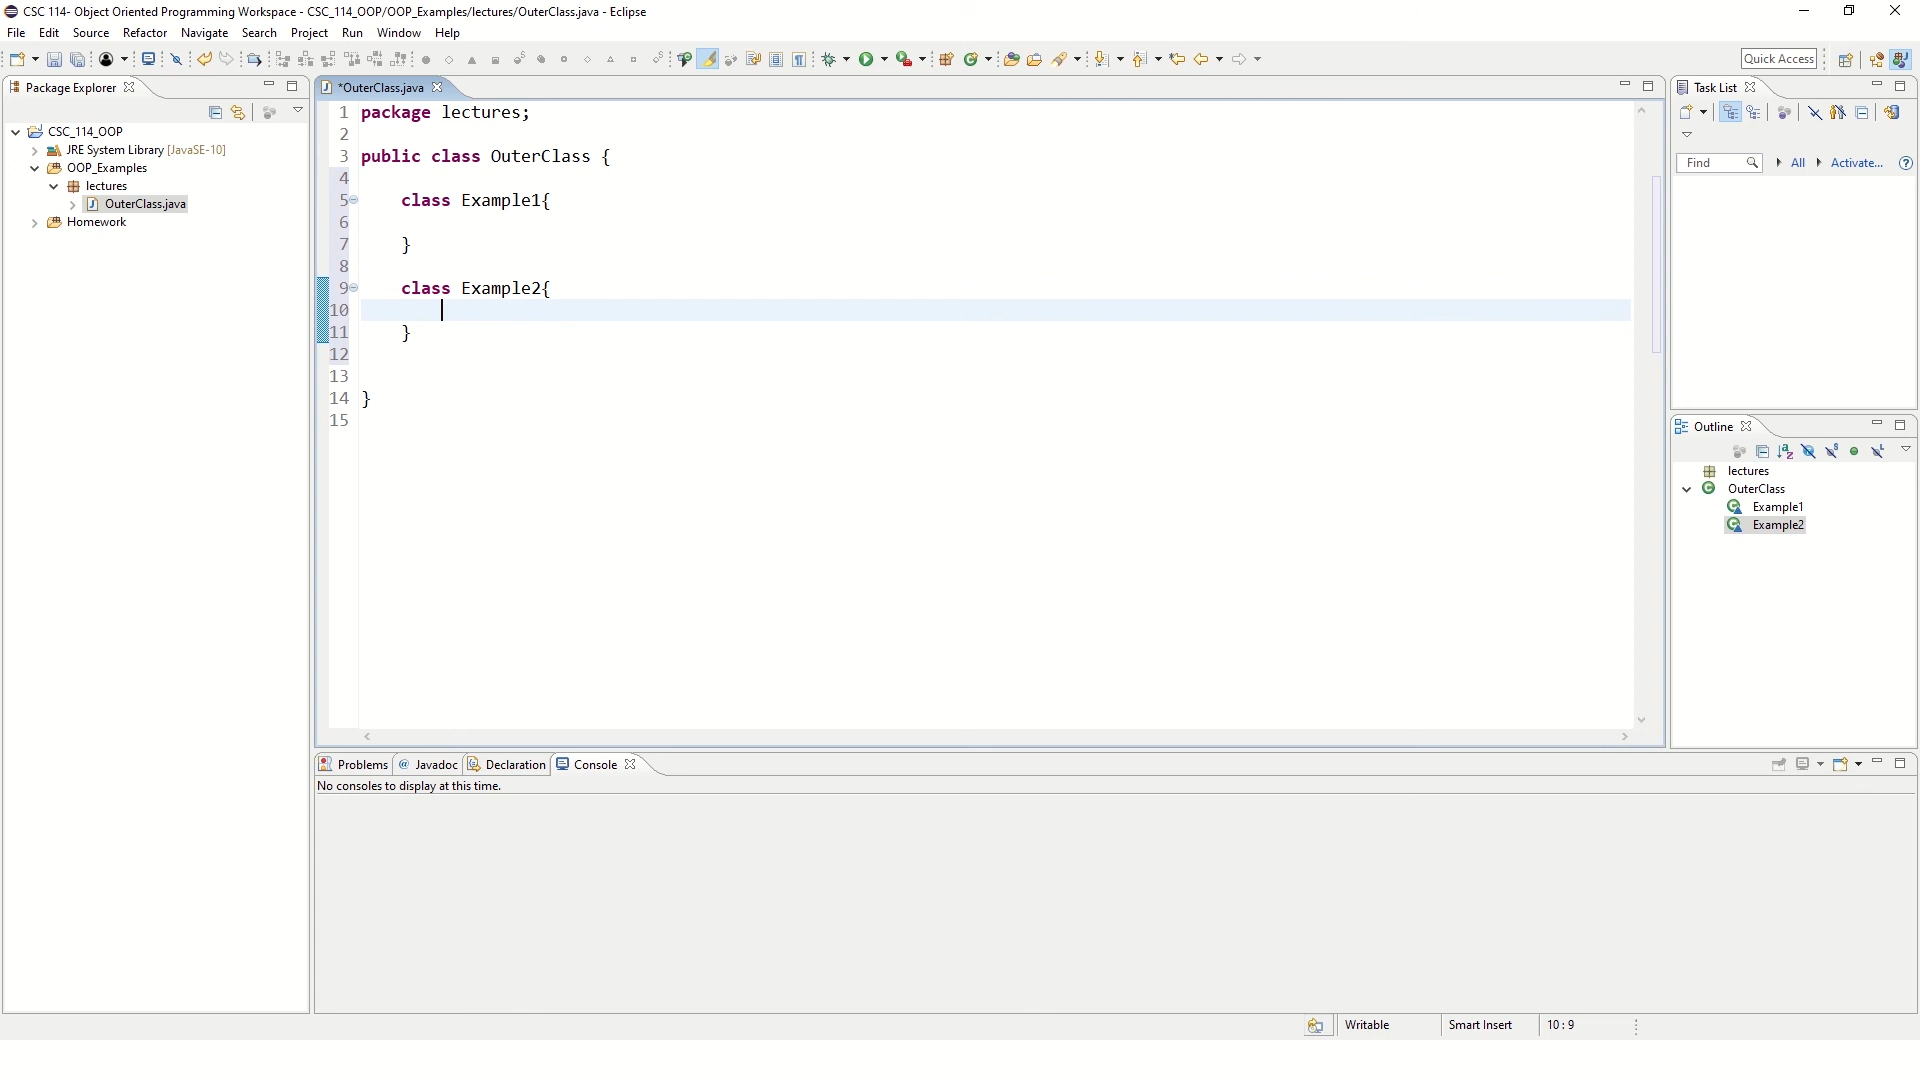 CSC 114- Object Oriented Programming Workspace - CSC_114_OOP/OOP_Examples/lectures/OuterClass.java - Eclipse
File Edit Source Refactor Navigate Search Project Run Window Help
Quick Access
Package Explorer
CSC_114_OOP
JRE System Library [JavaSE-10]
OOP_Examples
lectures
OuterClass.java
Homework
*OuterClass.java
1 package lectures;
2
3 public class OuterClass {
4
5 class Example1{
6
7 }
8
9 class Example2{
10
11 }
12
13
14 }
15
Task List
Find All Activate...
Outline
lectures
OuterClass
Example1
Example2
Problems @ Javadoc Declaration Console
No consoles to display at this time.
Writable Smart Insert 10 : 9